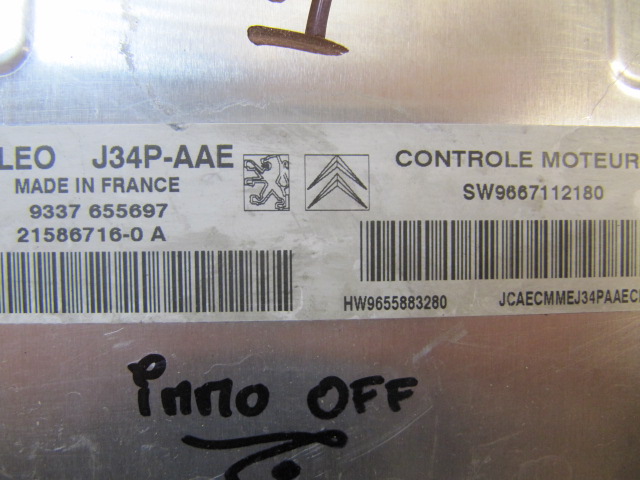 LEO J34P-AAE
MADE IN FRANCE
9337 655697
21586716-0 A
CONTROLE MOTEUR
SW9667112180
HW9655883280
JCAECMMEJ34PAAEC
immo OFF